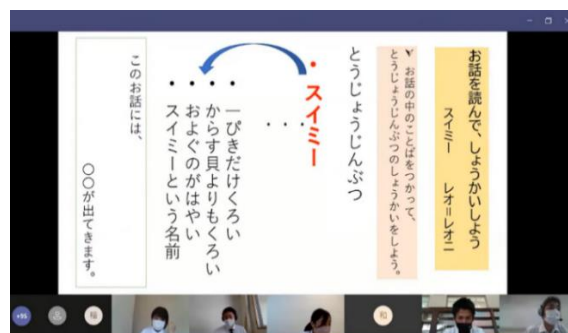 お話を読んで、しょうかいしよう
スイミー　レオ＝レオニ
お話の中のことばをつかって、
とうじょうじんぶつのしょうかいをしよう。
とうじょうじんぶつ
・スイミー
・・・
・一ぴきだけくろい
・からす貝よりもくろい
・およぐのがはやい
・スイミーという名前
このお話には、
〇〇が出てきます。
和